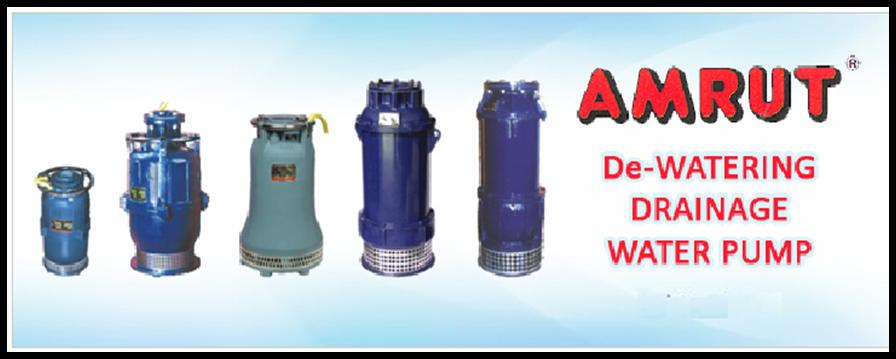 AMRUT ®
De-WATERING
DRAINAGE
WATER PUMP